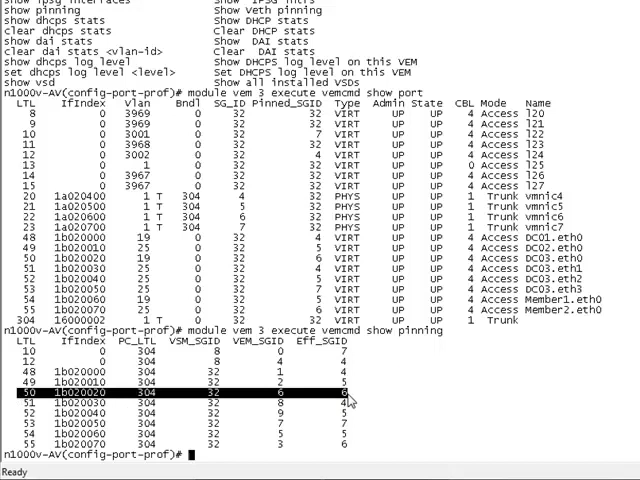 show ipsg interfaces Show IPSG Intfs
show pinning Show Veth pinning
show dhcps stats Show DHCP stats
clear dhcps stats Clear DHCP stats
show dai stats Show DAI stats
clear dai stats <vlan-id> Clear DAI stats
show dhcps log level Show DHCPS log level on this VEM
set dhcps log level <level> Set DHCPS log level on this VEM
show vsd Show all installed VSDs
n1000v-AV(config-port-prof)# module vem 3 execute vemcmd show port
LTL IfIndex Vlan Bndl SG_ID Pinned_SGID Type Admin State CBL Mode Name
8 0 3969 0 32 32 VIRT UP UP 4 Access l20
9 0 3969 0 32 32 VIRT UP UP 4 Access l21
10 0 3001 0 32 7 VIRT UP UP 4 Access l22
11 0 3968 0 32 32 VIRT UP UP 4 Access l23
12 0 3002 0 32 4 VIRT UP UP 4 Access l24
13 0 1 0 32 32 VIRT UP UP 0 Access l25
14 0 3967 0 32 32 VIRT UP UP 4 Access l26
15 0 3967 0 32 32 VIRT UP UP 4 Access l27
20 1a020400 1 T 304 4 32 PHYS UP UP 1 Trunk vmnic4
21 1a020500 1 T 304 5 32 PHYS UP UP 1 Trunk vmnic5
22 1a020600 1 T 304 6 32 PHYS UP UP 1 Trunk vmnic6
23 1a020700 1 T 304 7 32 PHYS UP UP 1 Trunk vmnic7
48 1b020000 19 0 32 4 VIRT UP UP 4 Access DC01.eth0
49 1b020010 25 0 32 5 VIRT UP UP 4 Access DC02.eth0
50 1b020020 19 0 32 6 VIRT UP UP 4 Access DC03.eth0
51 1b020030 25 0 32 4 VIRT UP UP 4 Access DC03.eth1
52 1b020040 25 0 32 5 VIRT UP UP 4 Access DC03.eth2
53 1b020050 25 0 32 7 VIRT UP UP 4 Access DC03.eth3
54 1b020060 19 0 32 5 VIRT UP UP 4 Access Member1.eth0
55 1b020070 25 0 32 6 VIRT UP UP 4 Access Member2.eth0
304 16000002 1 T 0 32 32 VIRT UP UP 1 Trunk
n1000v-AV(config-port-prof)# module vem 3 execute vemcmd show pinning
LTL IfIndex PC_LTL VSM_SGID VEM_SGID Eff_SGID
10 0 304 8 0 7
12 0 304 8 4 4
48 1b020000 304 32 1 4
49 1b020010 304 32 2 5
50 1b020020 304 32 6 6
51 1b020030 304 32 8 4
52 1b020040 304 32 9 5
53 1b020050 304 32 7 7
54 1b020060 304 32 5 5
55 1b020070 304 32 3 6
n1000v-AV(config-port-prof)#
Ready